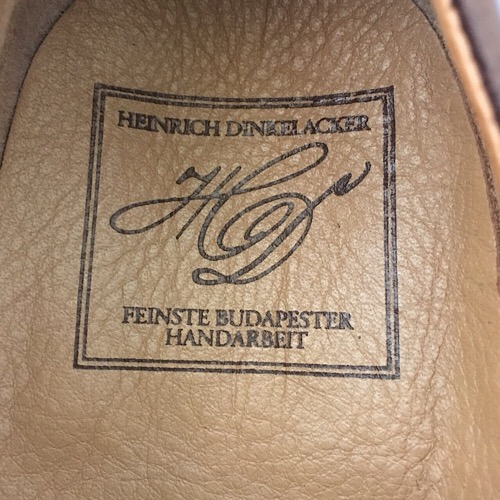 HEINRICH DINKELACKER
HD
FEINSTE BUDAPESTER
HANDARBEIT